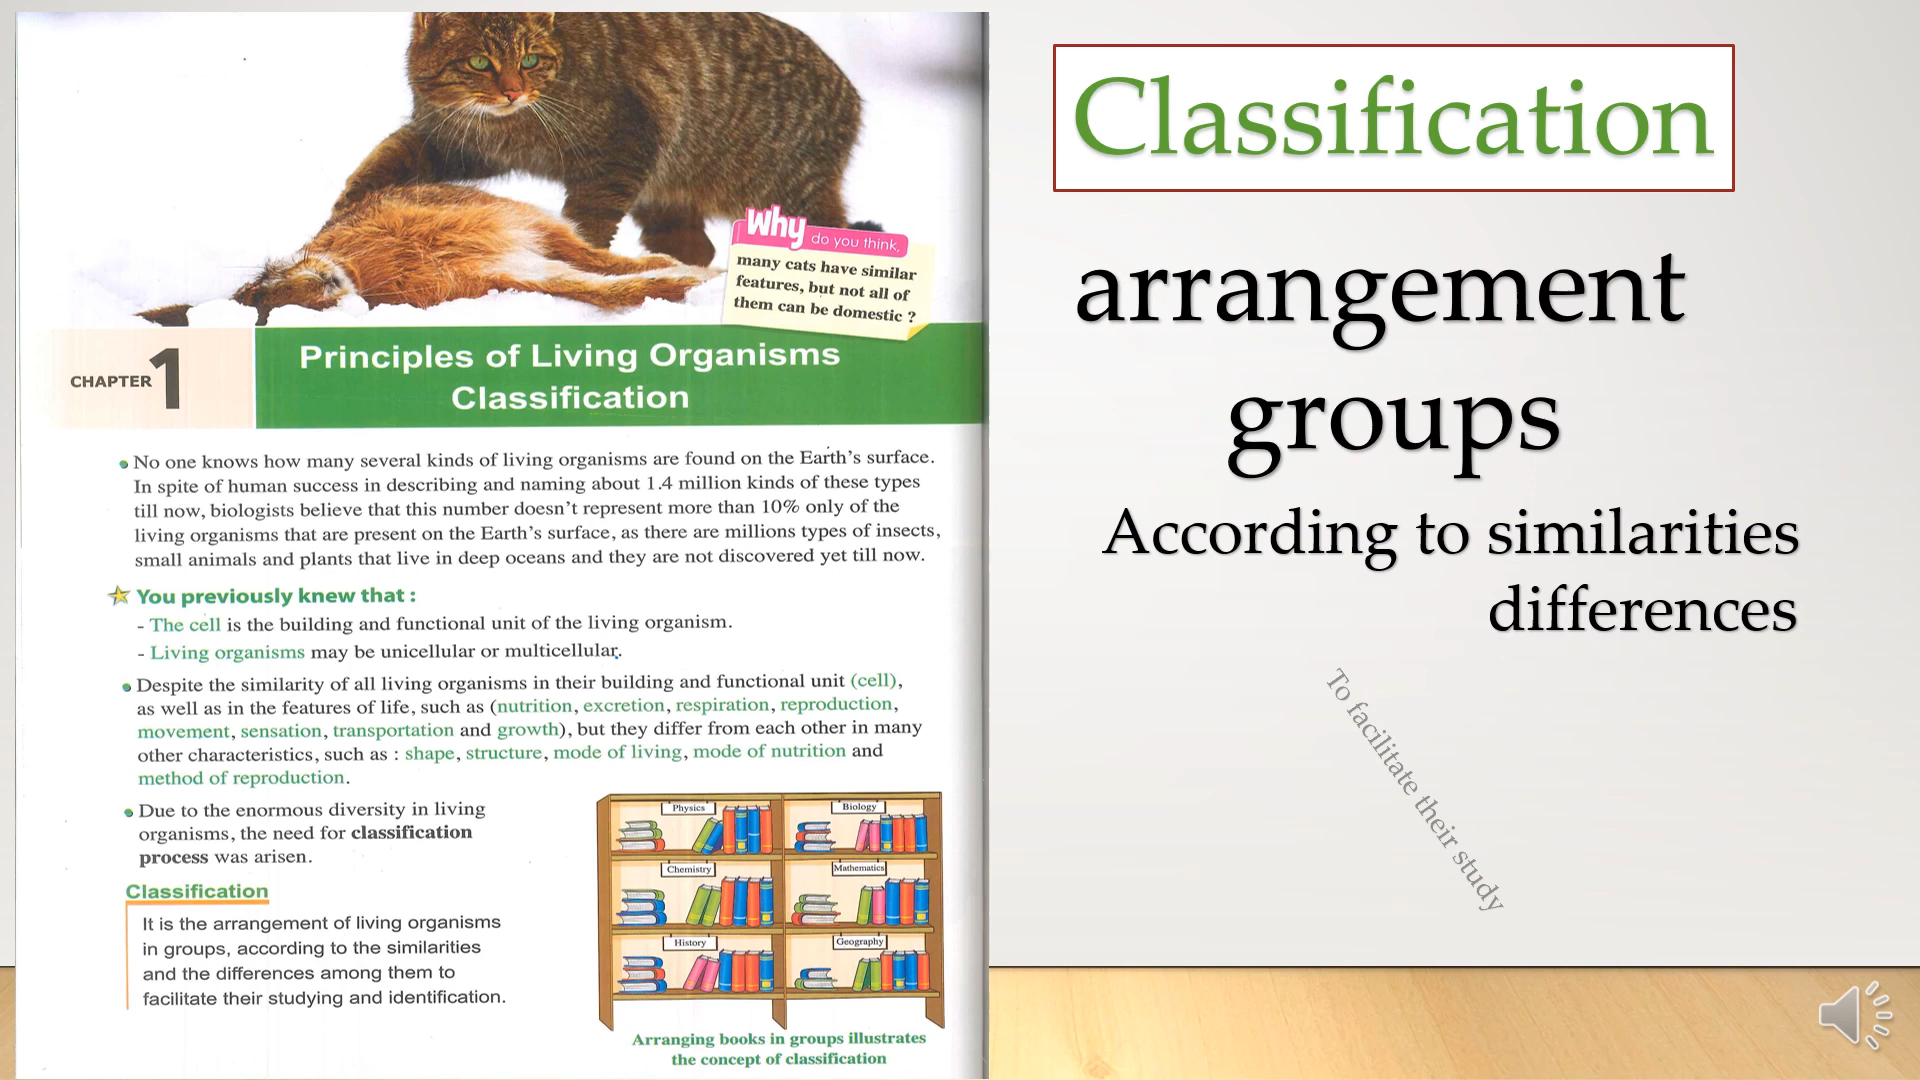 Why do you think,
many cats have similar
features, but not all of
them can be domestic ?
CHAPTER 1
Principles of Living Organisms
Classification
No one knows how many several kinds of living organisms are found on the Earth's surface.
In spite of human success in describing and naming about 1.4 million kinds of these types
till now, biologists believe that this number doesn't represent more than 10% only of the
living organisms that are present on the Earth's surface, as there are millions types of insects,
small animals and plants that live in deep oceans and they are not discovered yet till now.
You previously knew that :
- The cell is the building and functional unit of the living organism.
- Living organisms may be unicellular or multicellular.
Despite the similarity of all living organisms in their building and functional unit (cell),
as well as in the features of life, such as (nutrition, excretion, respiration, reproduction,
movement, sensation, transportation and growth), but they differ from each other in many
other characteristics, such as : shape, structure, mode of living, mode of nutrition and
method of reproduction.
Due to the enormous diversity in living
organisms, the need for classification
process was arisen.
Classification
It is the arrangement of living organisms
in groups, according to the similarities
and the differences among them to
facilitate their studying and identification.
Physics
Biology
Chemistry
Mathematics
History
Geography
Arranging books in groups illustrates
the concept of classification
Classification
arrangement
groups
According to similarities
differences
To facilitate their study